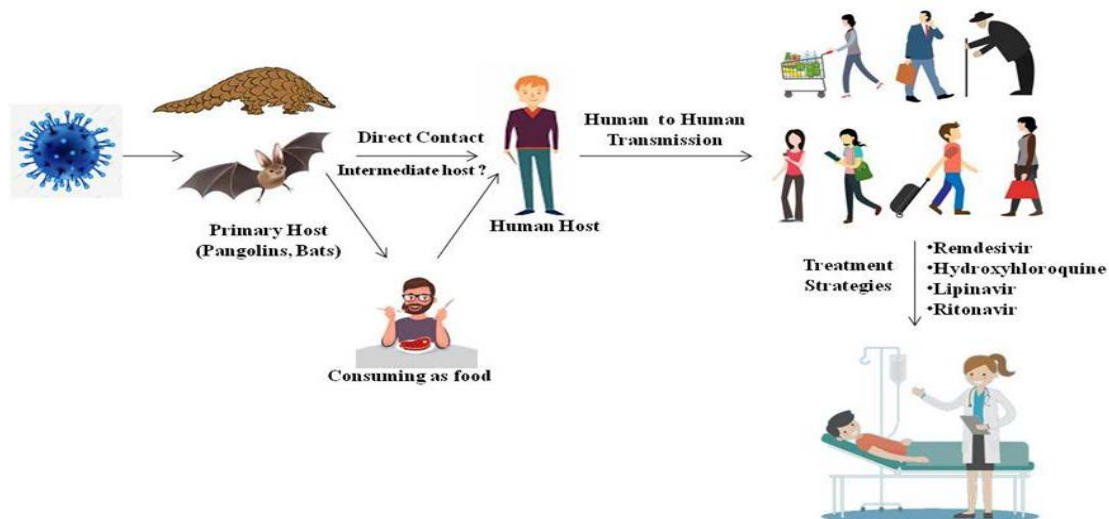 Direct Contact
Intermediate host ?
Primary Host
(Pangolins, Bats)
Human Host
Consuming as food
Human to Human
Transmission
Treatment
Strategies
•Remdesivir
•Hydroxyhloroquine
•Lipinavir
•Ritonavir